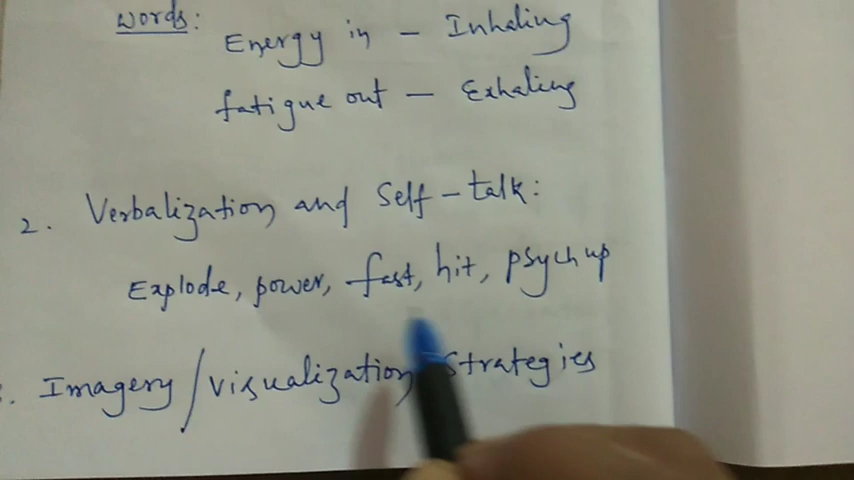 Words:
Energy in - Inhaling
fatigue out - Exhaling
2. Verbalization and Self-talk:
Explode, power, fast, hit, psych up
. Imagery/visualization Strategies